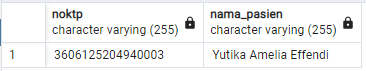 noktp nama_pasien
character varying (255) character varying (255)
1 3606125204940003 Yutika Amelia Effendi